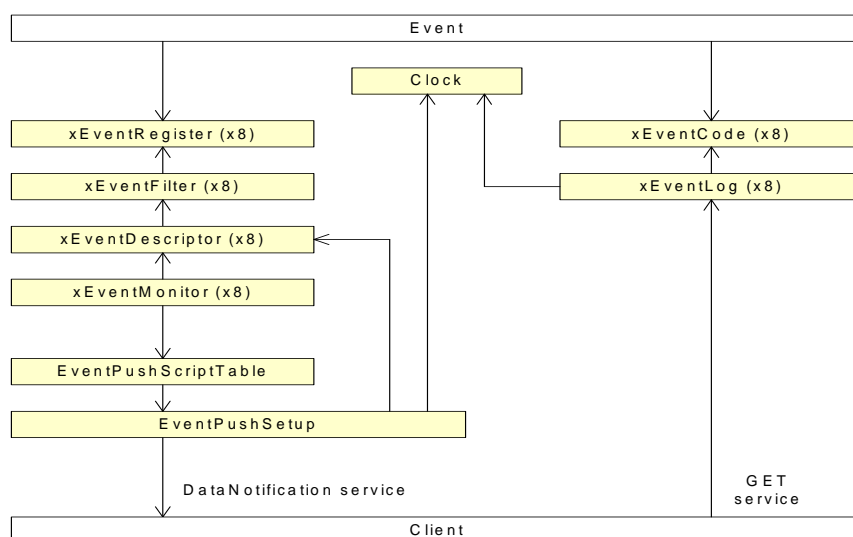 Event
Clock
xEventRegister (x8)
xEventCode (x8)
xEventFilter (x8)
xEventLog (x8)
xEventDescriptor (x8)
xEventMonitor (x8)
EventPushScriptTable
EventPushSetup
DataNotification service
GET
service
Client